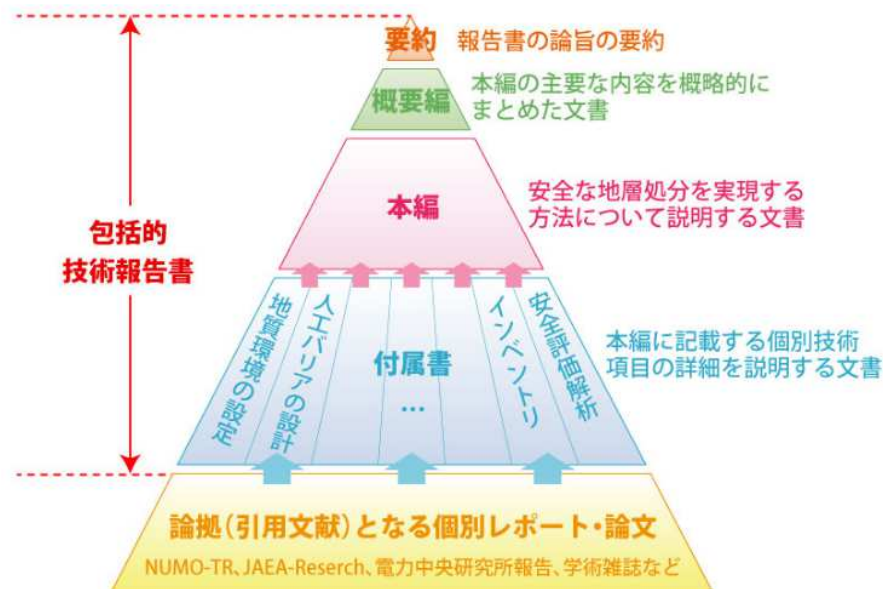 要約
報告書の論旨の要約
概要編
本編の主要な内容を概略的に
まとめた文書
本編
安全な地層処分を実現する
方法について説明する文書
包括的
技術報告書
地質環境の設定
人工バリアの設計
付属書
…
インベントリ
安全評価解析
本編に記載する個別技術
項目の詳細を説明する文書
論拠(引用文献)となる個別レポート・論文
NUMO-TR、JAEA-Reserch、電力中央研究所報告、学術雑誌など